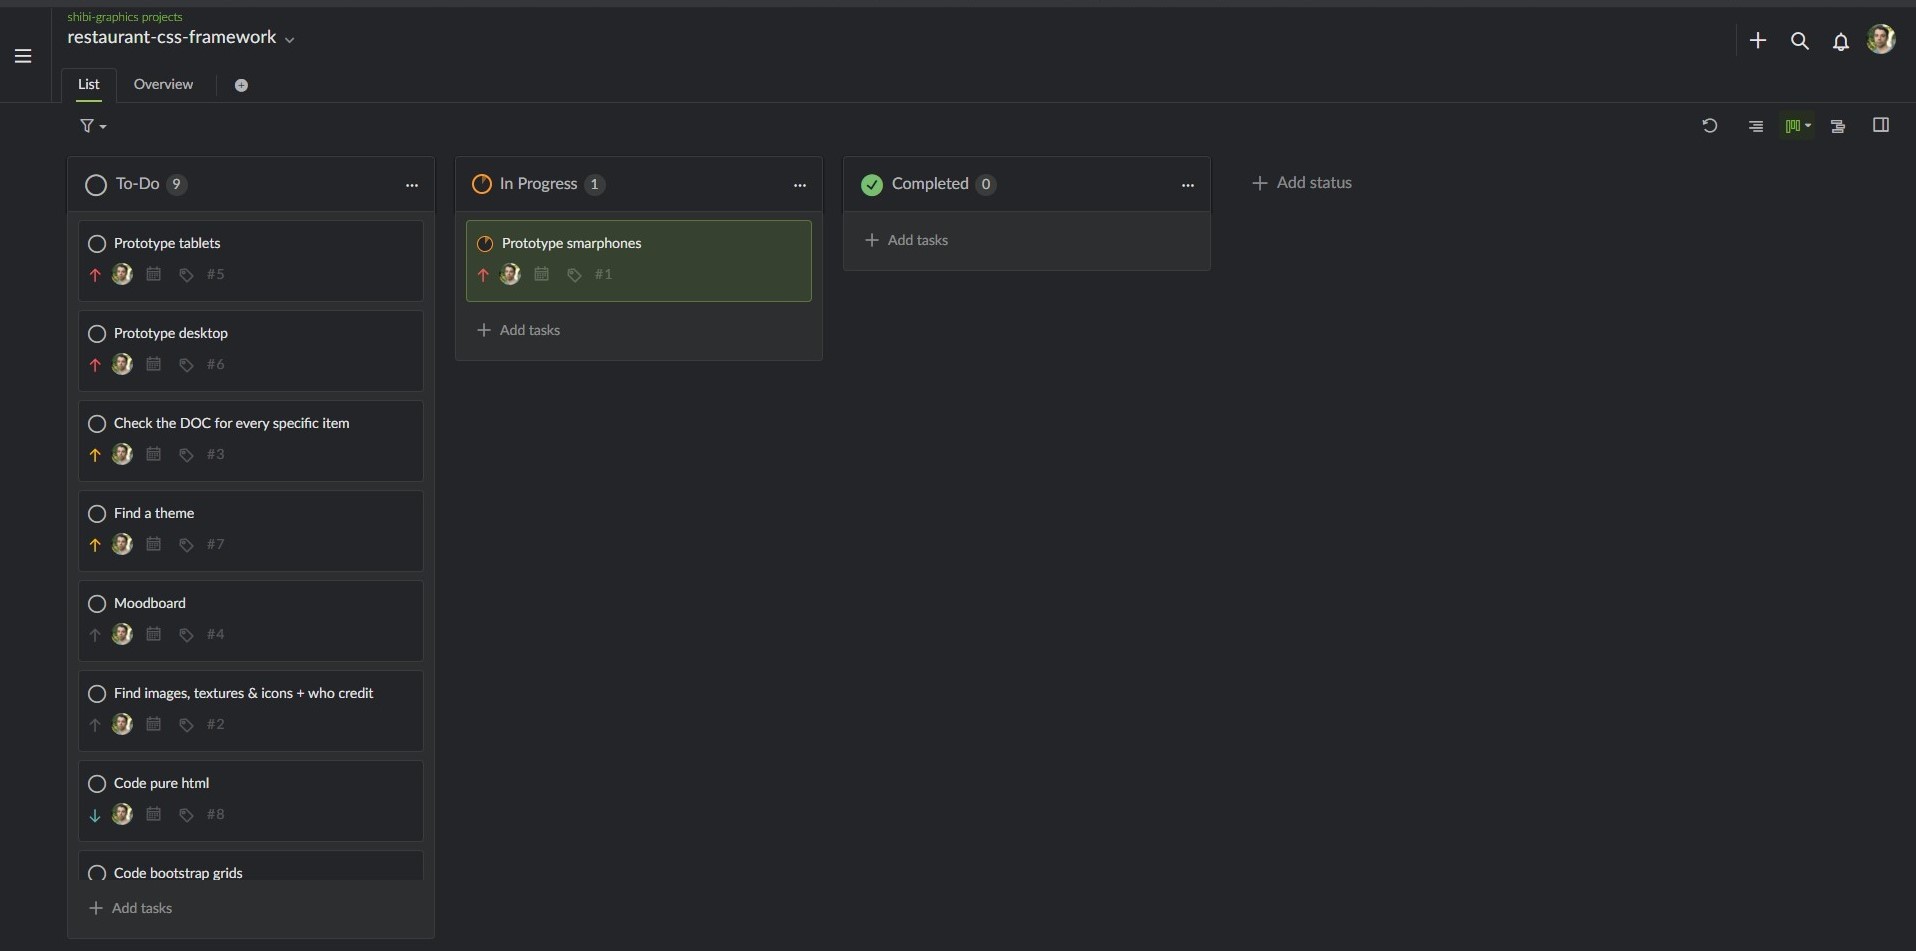 shibi-graphics projects
restaurant-css-framework
List
Overview
To-Do 9
Prototype tablets
#5
Prototype desktop
#6
Check the DOC for every specific item
#3
Find a theme
#7
Moodboard
#4
Find images, textures & icons + who credit
#2
Code pure html
#8
Code bootstrap grids
Add tasks
In Progress 1
Prototype smarphones
#1
Add tasks
Completed 0
Add tasks
Add status